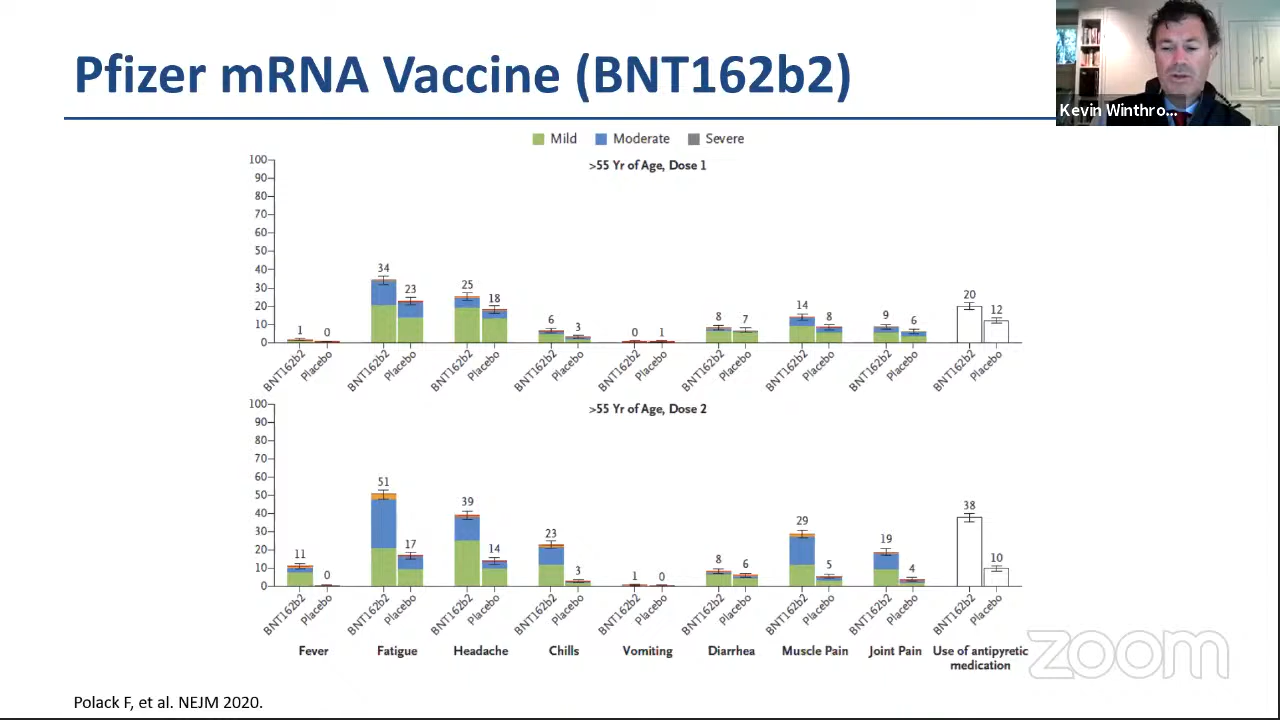 Pfizer mRNA Vaccine (BNT162b2)
Kevin Winthro...
Mild Moderate Severe
>55 Yr of Age, Dose 1
100
90
80
70
60
50
40
30
20
10
0
1 0 34 23 25 18 6 3 0 1 8 7 14 8 9 6 20 12
BNT162b2 Placebo BNT162b2 Placebo BNT162b2 Placebo BNT162b2 Placebo BNT162b2 Placebo BNT162b2 Placebo BNT162b2 Placebo BNT162b2 Placebo BNT162b2 Placebo
>55 Yr of Age, Dose 2
100
90
80
70
60
50
40
30
20
10
0
11 0 51 17 39 14 23 3 1 0 8 6 29 5 19 4 38 10
BNT162b2 Placebo BNT162b2 Placebo BNT162b2 Placebo BNT162b2 Placebo BNT162b2 Placebo BNT162b2 Placebo BNT162b2 Placebo BNT162b2 Placebo BNT162b2 Placebo
Fever Fatigue Headache Chills Vomiting Diarrhea Muscle Pain Joint Pain Use of antipyretic
medication
zoom
Polack F, et al. NEJM 2020.